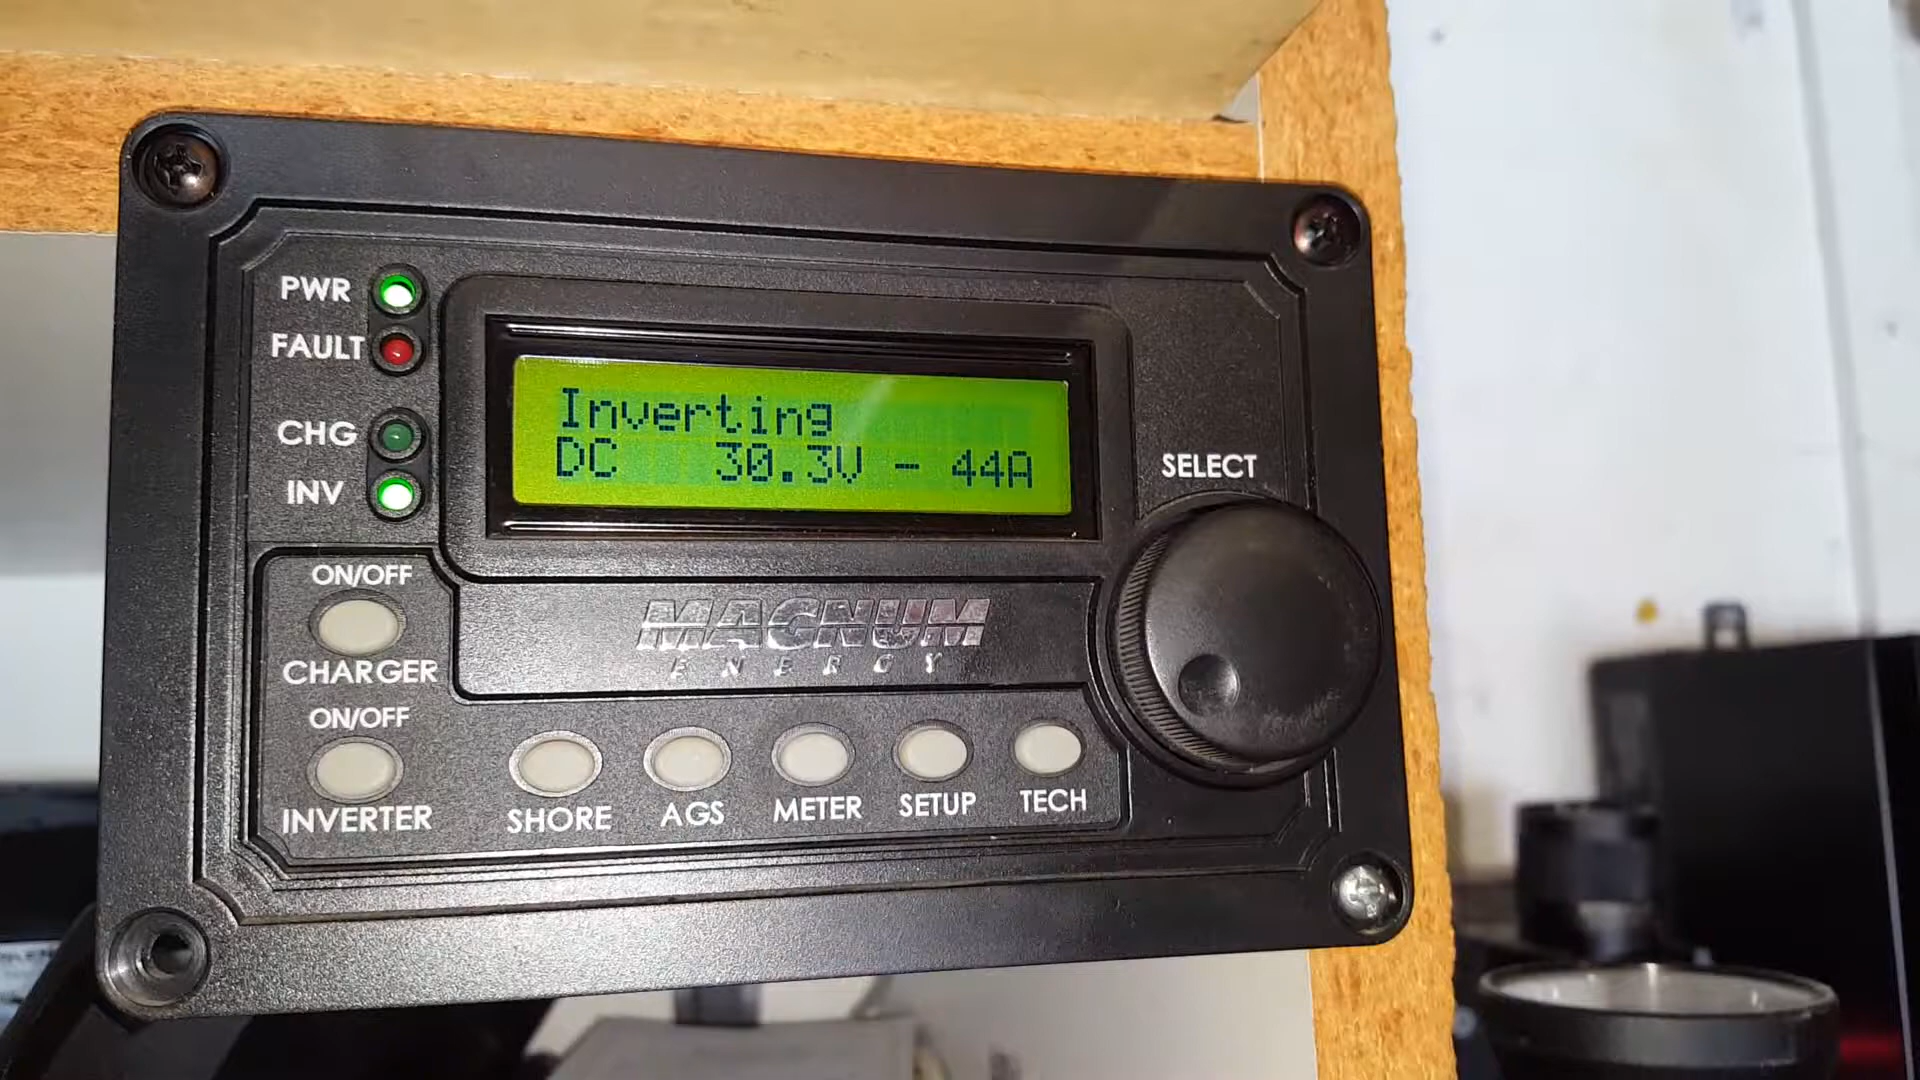 PWR
FAULT
CHG
INV
Inverting
DC 30.3V - 44A
SELECT
ON/OFF
CHARGER
ON/OFF
INVERTER
MAGNUM
ENERGY
SHORE
AGS
METER
SETUP
TECH